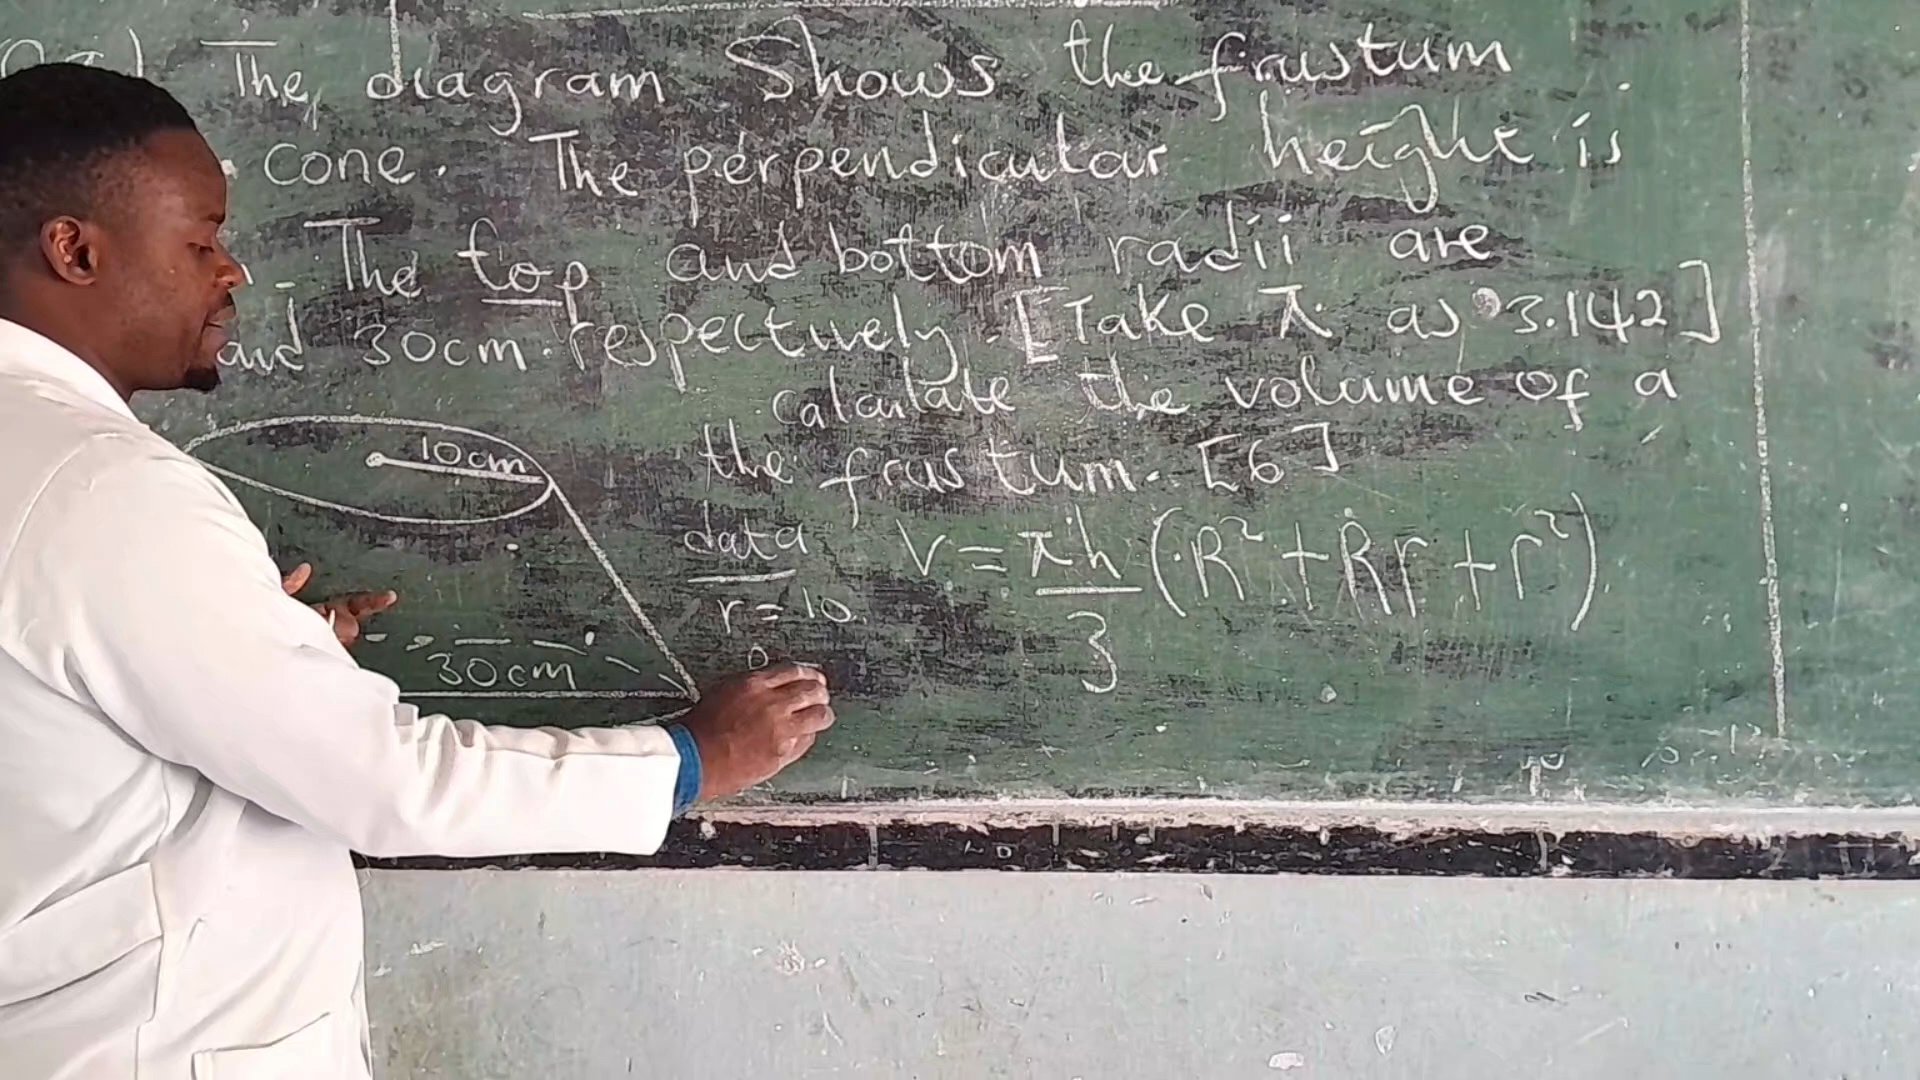 The diagram shows the frustum
cone. The perpendicular height is
The top and bottom radii are
and 30cm respectively. [Take π as 3.142]
calculate the volume of a
the frustum. [6]
10cm
30cm
data
r = 10
V = πh/3 (R² + Rr + r²)